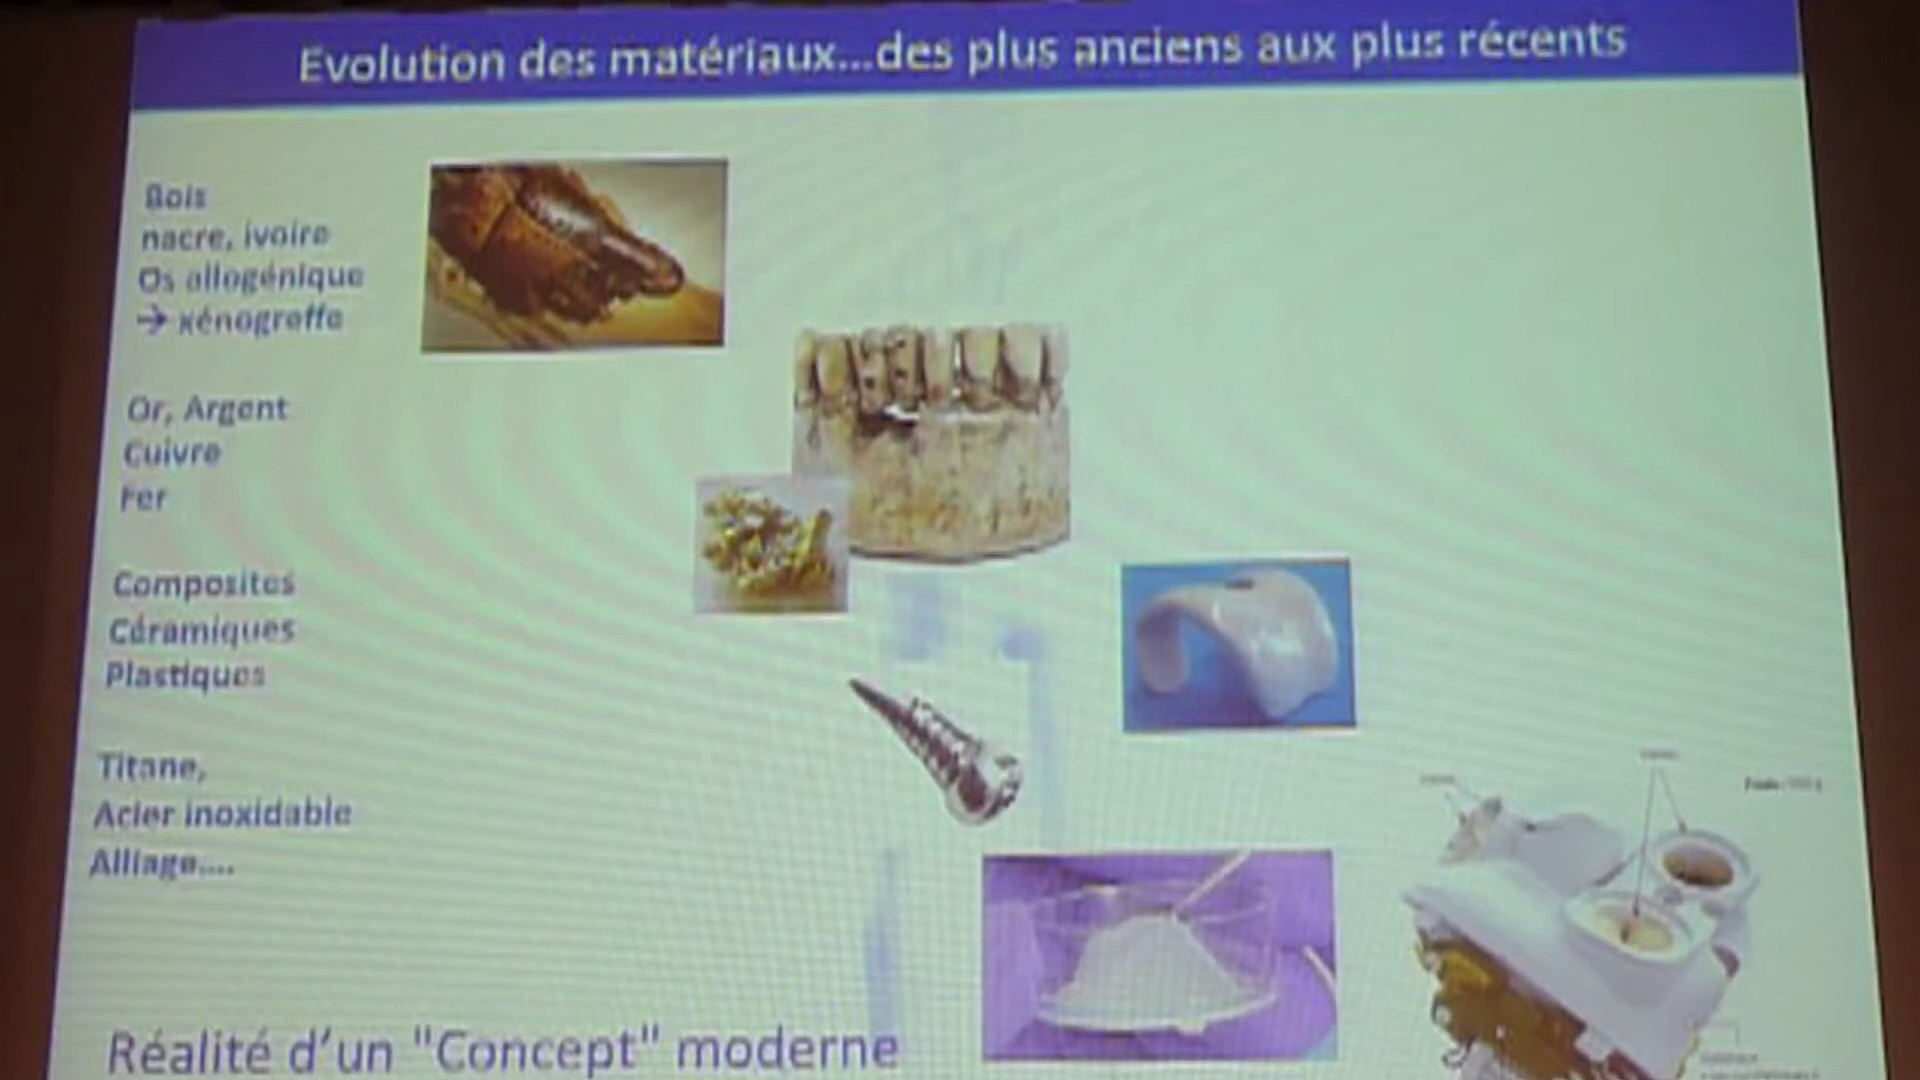 Evolution des matériaux...des plus anciens aux plus récents
Bois
nacre, ivoire
Os allogénique
→ xénogreffe
Or, Argent
Cuivre
Fer
Composites
Céramiques
Plastiques
Titane,
Acier inoxidable
Alliage....
Réalité d'un "Concept" moderne